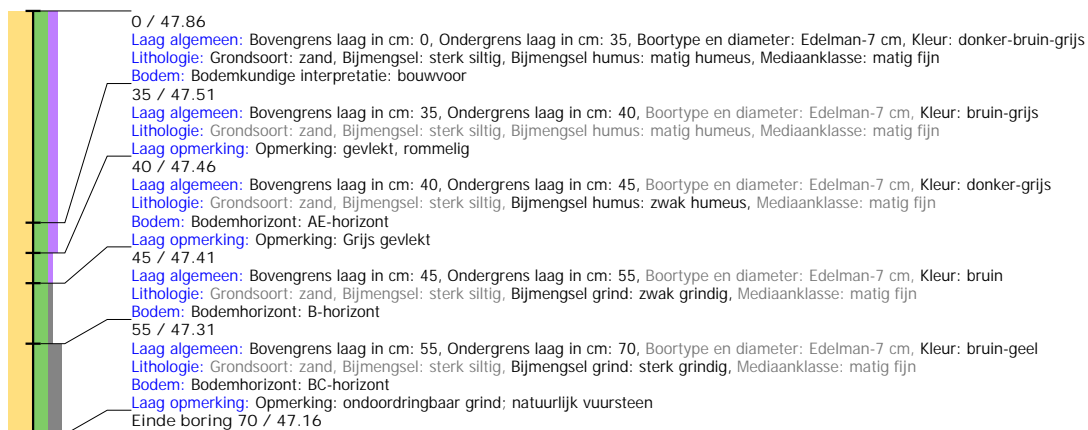 0 / 47.86
Laag algemeen: Bovengrens laag in cm: 0, Ondergrens laag in cm: 35, Boortype en diameter: Edelman-7 cm, Kleur: donker-bruin-grijs
Lithologie: Grondsoort: zand, Bijmengsel: sterk siltig, Bijmengsel humus: matig humeus, Mediaanklasse: matig fijn
Bodem: Bodemkundige interpretatie: bouwvoor
35 / 47.51
Laag algemeen: Bovengrens laag in cm: 35, Ondergrens laag in cm: 40, Boortype en diameter: Edelman-7 cm, Kleur: bruin-grijs
Lithologie: Grondsoort: zand, Bijmengsel: sterk siltig, Bijmengsel humus: matig humeus, Mediaanklasse: matig fijn
Laag opmerking: Opmerking: gevlekt, rommelig
40 / 47.46
Laag algemeen: Bovengrens laag in cm: 40, Ondergrens laag in cm: 45, Boortype en diameter: Edelman-7 cm, Kleur: donker-grijs
Lithologie: Grondsoort: zand, Bijmengsel: sterk siltig, Bijmengsel humus: zwak humeus, Mediaanklasse: matig fijn
Bodem: Bodemhorizont: AE-horizont
Laag opmerking: Opmerking: Grijs gevlekt
45 / 47.41
Laag algemeen: Bovengrens laag in cm: 45, Ondergrens laag in cm: 55, Boortype en diameter: Edelman-7 cm, Kleur: bruin
Lithologie: Grondsoort: zand, Bijmengsel: sterk siltig, Bijmengsel grind: zwak grindig, Mediaanklasse: matig fijn
Bodem: Bodemhorizont: B-horizont
55 / 47.31
Laag algemeen: Bovengrens laag in cm: 55, Ondergrens laag in cm: 70, Boortype en diameter: Edelman-7 cm, Kleur: bruin-geel
Lithologie: Grondsoort: zand, Bijmengsel: sterk siltig, Bijmengsel grind: sterk grindig, Mediaanklasse: matig fijn
Bodem: Bodemhorizont: BC-horizont
Laag opmerking: Opmerking: ondoordringbaar grind; natuurlijk vuursteen
Einde boring 70 / 47.16